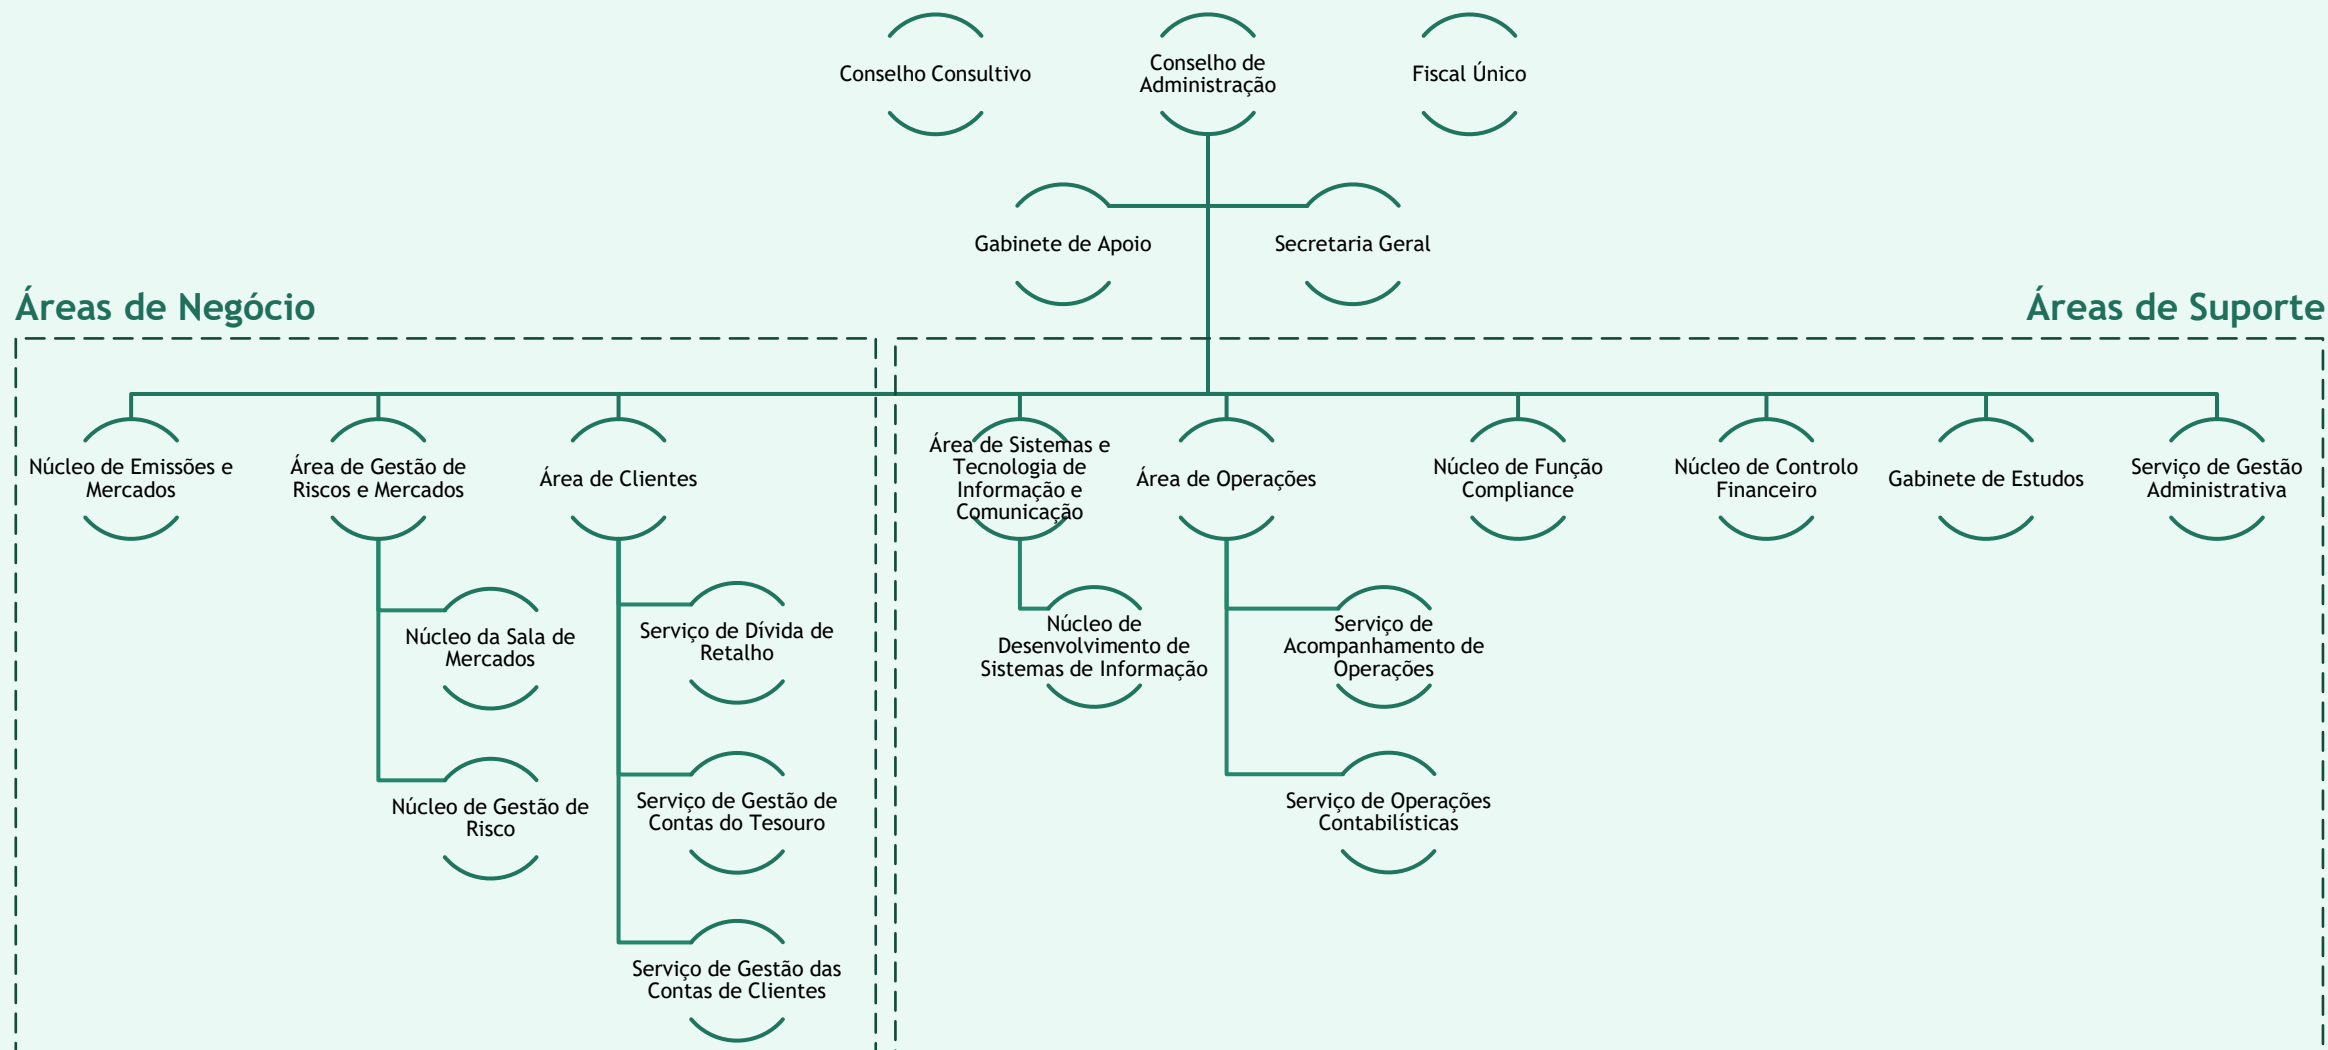 Conselho Consultivo
Conselho de
Administração
Fiscal Único
Gabinete de Apoio
Secretaria Geral
Áreas de Negócio
Áreas de Suporte
Núcleo de Emissões e
Mercados
Área de Gestão de
Riscos e Mercados
Área de Clientes
Área de Sistemas e
Tecnologia de
Informação e
Comunicação
Área de Operações
Núcleo de Função
Compliance
Núcleo de Controlo
Financeiro
Gabinete de Estudos
Serviço de Gestão
Administrativa
Núcleo da Sala de
Mercados
Serviço de Dívida de
Retalho
Núcleo de
Desenvolvimento de
Sistemas de Informação
Serviço de
Acompanhamento de
Operações
Núcleo de Gestão de
Risco
Serviço de Gestão de
Contas do Tesouro
Serviço de Operações
Contabilísticas
Serviço de Gestão das
Contas de Clientes